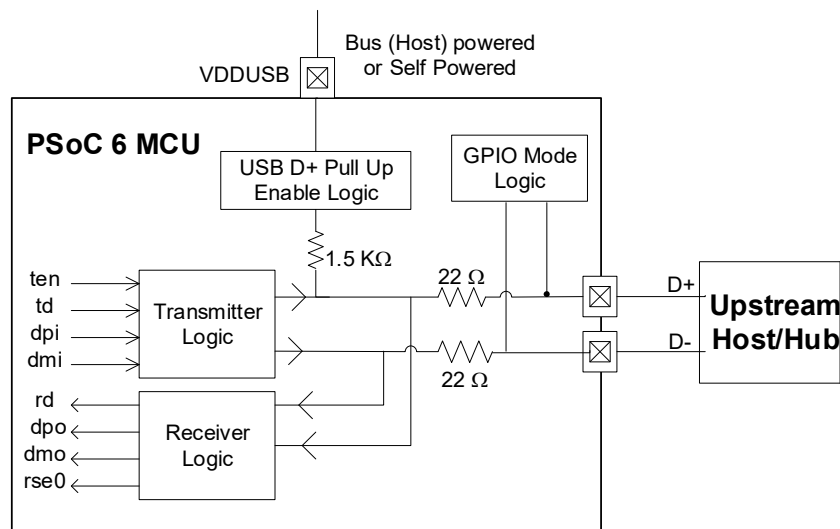 Bus (Host) powered
or Self Powered
VDDUSB
PSoC 6 MCU
USB D+ Pull Up
Enable Logic
GPIO Mode
Logic
1.5 KΩ
22 Ω
ten
td
dpi
dmi
Transmitter
Logic
D+
D-
Upstream
Host/Hub
22 Ω
rd
dpo
dmo
rse0
Receiver
Logic